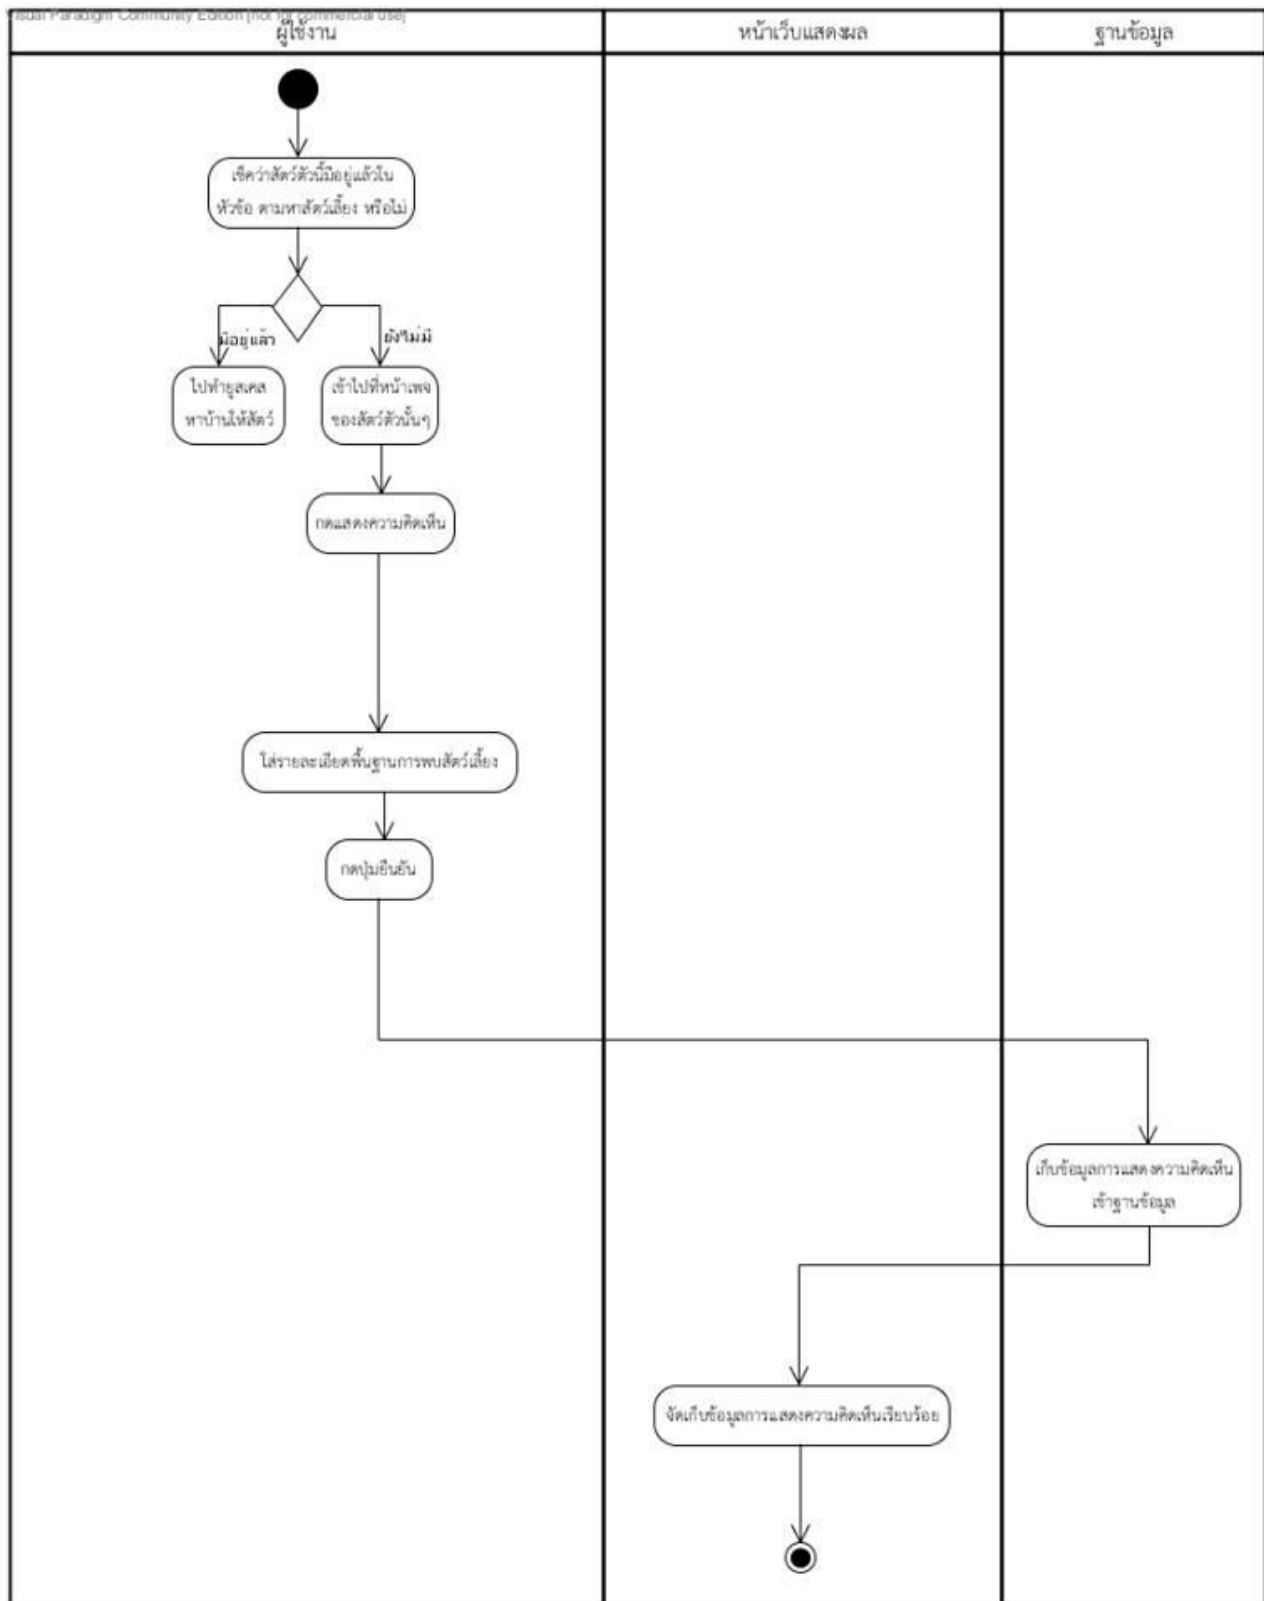 Visual Paradigm Community Edition [not for commercial use]
ผู้ใช้งาน
หน้าเว็บแสดงผล
ฐานข้อมูล
เช็คว่าสัตว์ตัวนี้มีอยู่แล้วใน
หัวข้อ ตามหาสัตว์เลี้ยง หรือไม่
มีอยู่แล้ว
ยังไม่มี
ไปทำยูสเคส
หาบ้านให้สัตว์
เข้าไปที่หน้าเพจ
ของสัตว์ตัวนั้นๆ
กดแสดงความคิดเห็น
ใส่รายละเอียดพื้นฐานการพบสัตว์เลี้ยง
กดปุ่มยืนยัน
เก็บข้อมูลการแสดงความคิดเห็น
เข้าฐานข้อมูล
จัดเก็บข้อมูลการแสดงความคิดเห็นเรียบร้อย